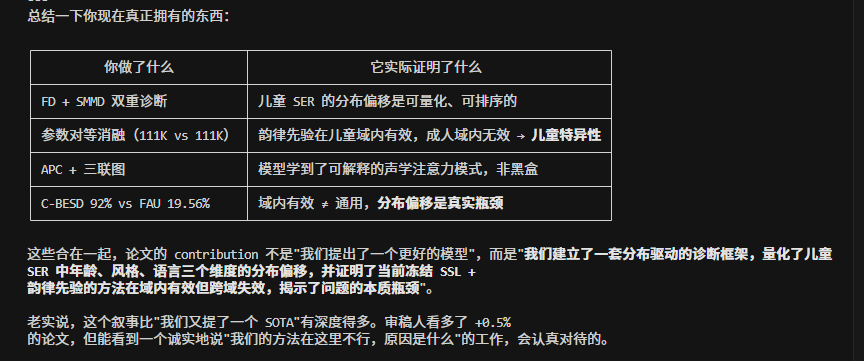 总结一下你现在真正拥有的东西：
你做了什么 它实际证明了什么
FD + SMMD 双重诊断 儿童 SER 的分布偏移是可量化、可排序的
参数对等消融（111K vs 111K） 韵律先验在儿童域内有效，成人域内无效 → 儿童特异性
APC + 三联图 模型学到了可解释的声学注意力模式，非黑盒
C-BESD 92% vs FAU 19.56% 域内有效 ≠ 通用，分布偏移是真实瓶颈
这些合在一起，论文的 contribution 不是"我们提出了一个更好的模型"，而是"我们建立了一套分布驱动的诊断框架，量化了儿童
SER 中年龄、风格、语言三个维度的分布偏移，并证明了当前冻结 SSL +
韵律先验的方法在域内有效但跨域失效，揭示了问题的本质瓶颈"。
老实说，这个叙事比"我们又提了一个 SOTA"有深度得多。审稿人看多了 +0.5%
的论文，但能看到一个诚实地说"我们的方法在这里不行，原因是什么"的工作，会认真对待的。